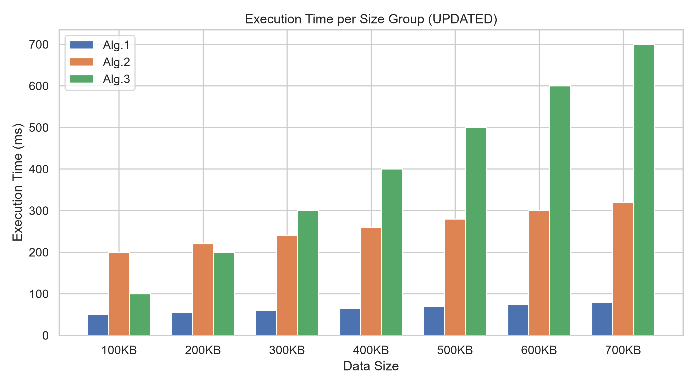 Execution Time per Size Group (UPDATED)
Alg.1
Alg.2
Alg.3
Execution Time (ms)
700
600
500
400
300
200
100
0
100KB 200KB 300KB 400KB 500KB 600KB 700KB
Data Size